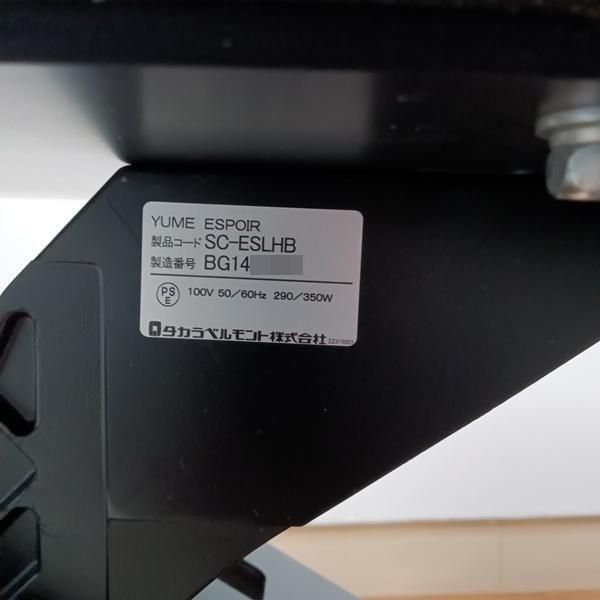 YUME ESPOIR
製品コード SC-ESLHB
製造番号 BG14
PS
E
100V 50/60Hz 290/350W
タカラベルモント株式会社